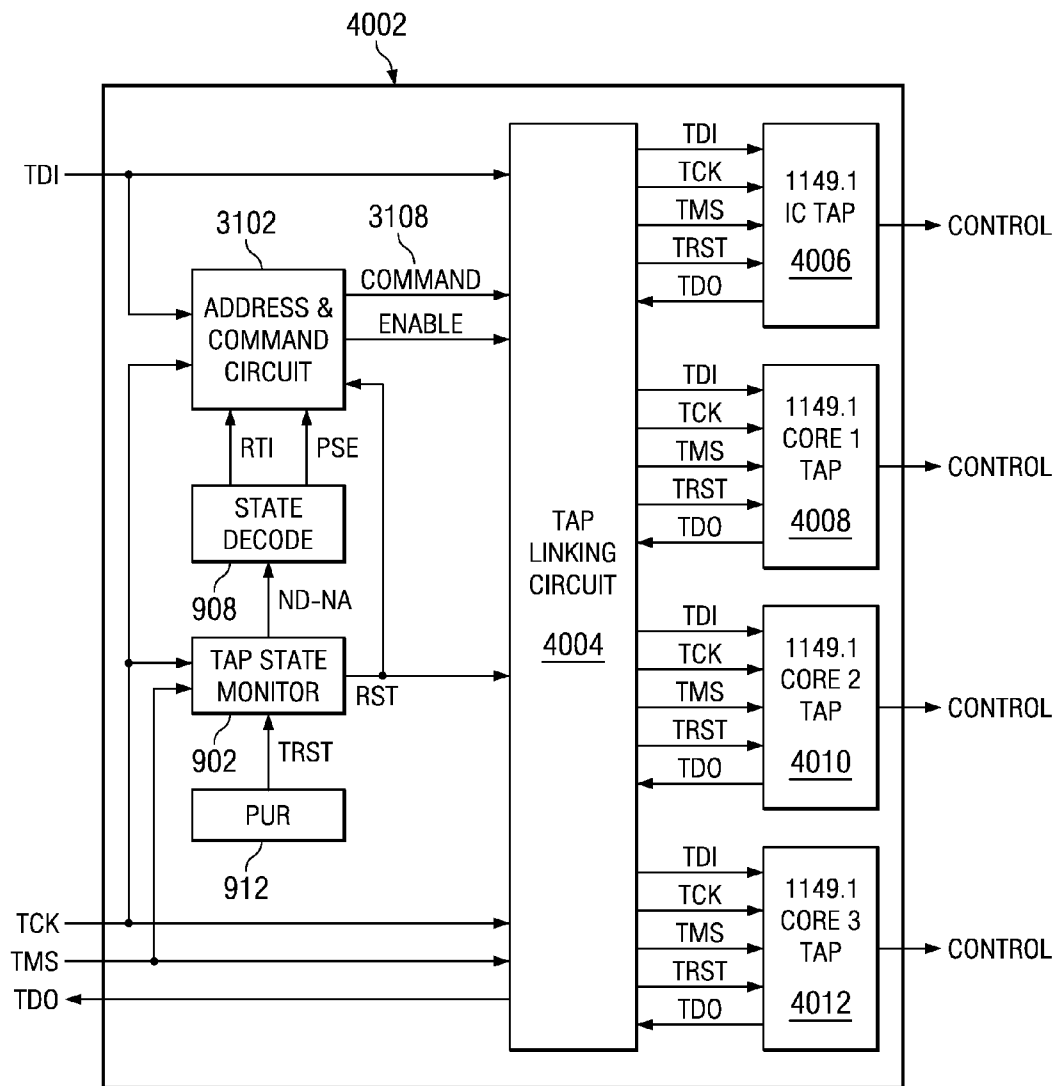 4002
TDI
3102
3108
ADDRESS &
COMMAND
CIRCUIT
COMMAND
ENABLE
RTI
PSE
STATE
DECODE
908
ND-NA
TAP STATE
MONITOR
RST
902
TRST
PUR
912
TCK
TMS
TDO
TAP
LINKING
CIRCUIT
4004
TDI
TCK
TMS
TRST
TDO
1149.1
IC TAP
4006
CONTROL
TDI
TCK
TMS
TRST
TDO
1149.1
CORE 1
TAP
4008
CONTROL
TDI
TCK
TMS
TRST
TDO
1149.1
CORE 2
TAP
4010
CONTROL
TDI
TCK
TMS
TRST
TDO
1149.1
CORE 3
TAP
4012
CONTROL